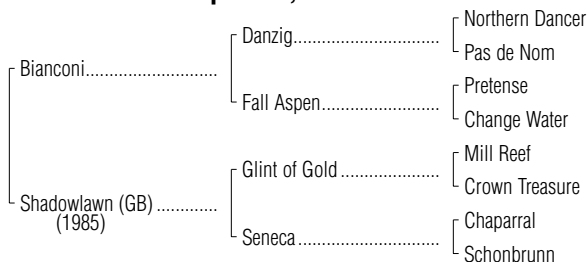 Northern Dancer
Danzig
Pas de Nom
Bianconi
Pretense
Fall Aspen
Change Water
Mill Reef
Glint of Gold
Crown Treasure
Shadowlawn (GB)
(1985)
Chaparral
Seneca
Schonbrunn